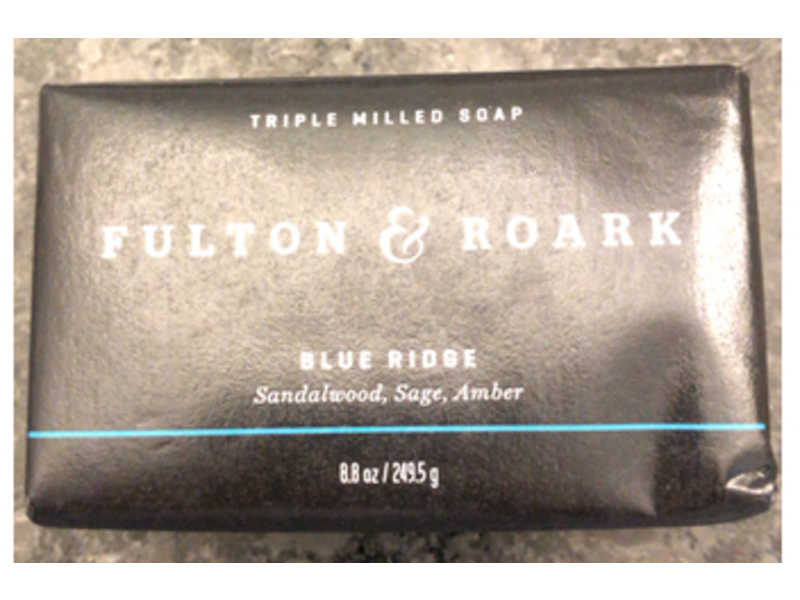 TRIPLE MILLED SOAP
FULTON & ROARK
BLUE RIDGE
Sandalwood, Sage, Amber
8.8 oz / 249.5 g